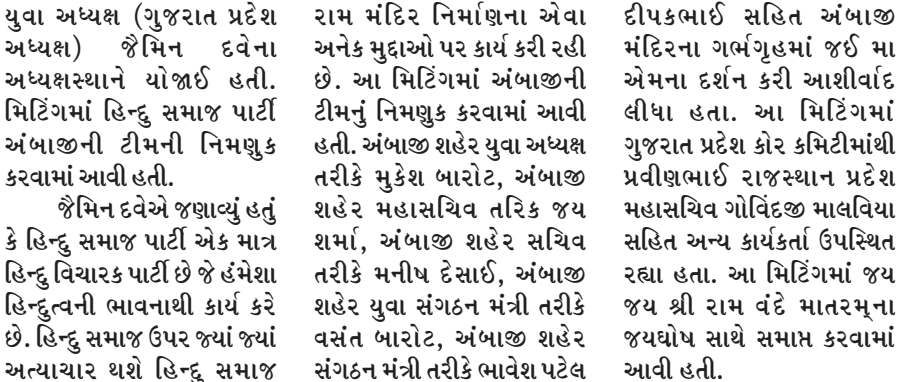 યુવા અધ્યક્ષ (ગુજરાત પ્રદેશ
અધ્યક્ષ) જૈમિન દવેના
અધ્યક્ષસ્થાને યોજાઈ હતી.
મિટિંગમાં હિન્દુ સમાજ પાર્ટી
અંબાજીની ટીમની નિમણુક
કરવામાં આવી હતી.
જૈમિન દવેએ જણાવ્યું હતું
કે હિન્દુ સમાજ પાર્ટી એક માત્ર
હિન્દુ વિચારક પાર્ટી છે જે હંમેશા
હિન્દુત્વની ભાવનાથી કાર્ય કરે
છે. હિન્દુ સમાજ ઉપર જ્યાં જ્યાં
અત્યાચાર થશે હિન્દુ સમાજ
રામ મંદિર નિર્માણના એવા
અનેક મુદ્દાઓ પર કાર્ય કરી રહી
છે. આ મિટિંગમાં અંબાજીની
ટીમનું નિમણુક કરવામાં આવી
હતી. અંબાજી શહેર યુવા અધ્યક્ષ
તરીકે મુકેશ બારોટ, અંબાજી
શહેર મહાસચિવ તરિક જય
શર્મા, અંબાજી શહેર સચિવ
તરીકે મનીષ દેસાઈ, અંબાજી
શહેર યુવા સંગઠન મંત્રી તરીકે
વસંત બારોટ, અંબાજી શહેર
સંગઠન મંત્રી તરીકે ભાવેશ પટેલ
દીપકભાઈ સહિત અંબાજી
મંદિરના ગર્ભગૃહમાં જઈ મા
એમના દર્શન કરી આશીર્વાદ
લીધા હતા. આ મિટિંગમાં
ગુજરાત પ્રદેશ કોર કમિટીમાંથી
પ્રવીણભાઈ રાજસ્થાન પ્રદેશ
મહાસચિવ ગોવિંદજી માલવિયા
સહિત અન્ય કાર્યકર્તા ઉપસ્થિત
રહ્યા હતા. આ મિટિંગમાં જય
જય શ્રી રામ વંદે માતરમ્‌ના
જયઘોષ સાથે સમાપ્ત કરવામાં
આવી હતી.